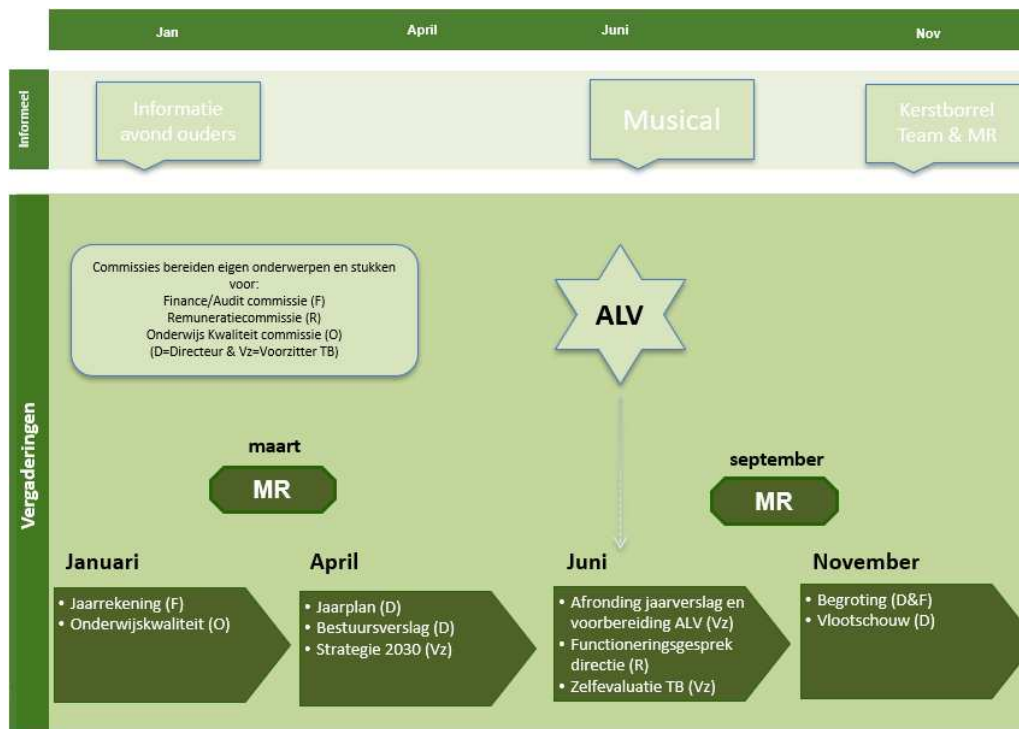 Jan
April
Juni
Nov
Informeel
Informatie
avond ouders
Musical
Kerstborrel
Team & MR
Vergaderingen
Commissies bereiden eigen onderwerpen en stukken
voor:
Finance/Audit commissie (F)
Remuneratiecommissie (R)
Onderwijs Kwaliteit commissie (O)
(D=Directeur & Vz=Voorzitter TB)
ALV
maart
MR
september
MR
Januari
• Jaarrekening (F)
• Onderwijskwaliteit (O)
April
• Jaarplan (D)
• Bestuursverslag (D)
• Strategie 2030 (Vz)
Juni
• Afronding jaarverslag en
voorbereiding ALV (Vz)
• Functioneringsgesprek
directie (R)
• Zelfevaluatie TB (Vz)
November
• Begroting (D&F)
• Vlootschouw (D)